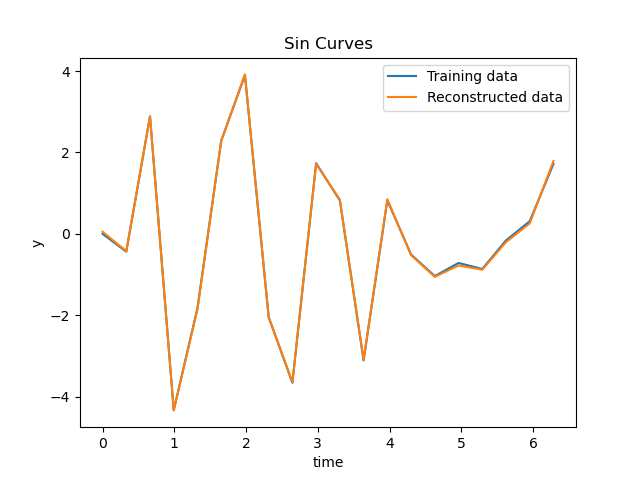 Sin Curves
Training data
Reconstructed data
4
2
0
−2
−4
y
0 1 2 3 4 5 6
time